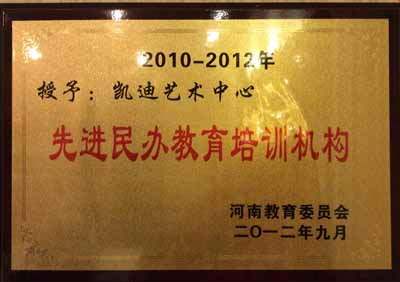 2010-2012年
授予：凯迪艺术中心
先进民办教育培训机构
河南教育委员会
二〇一二年九月